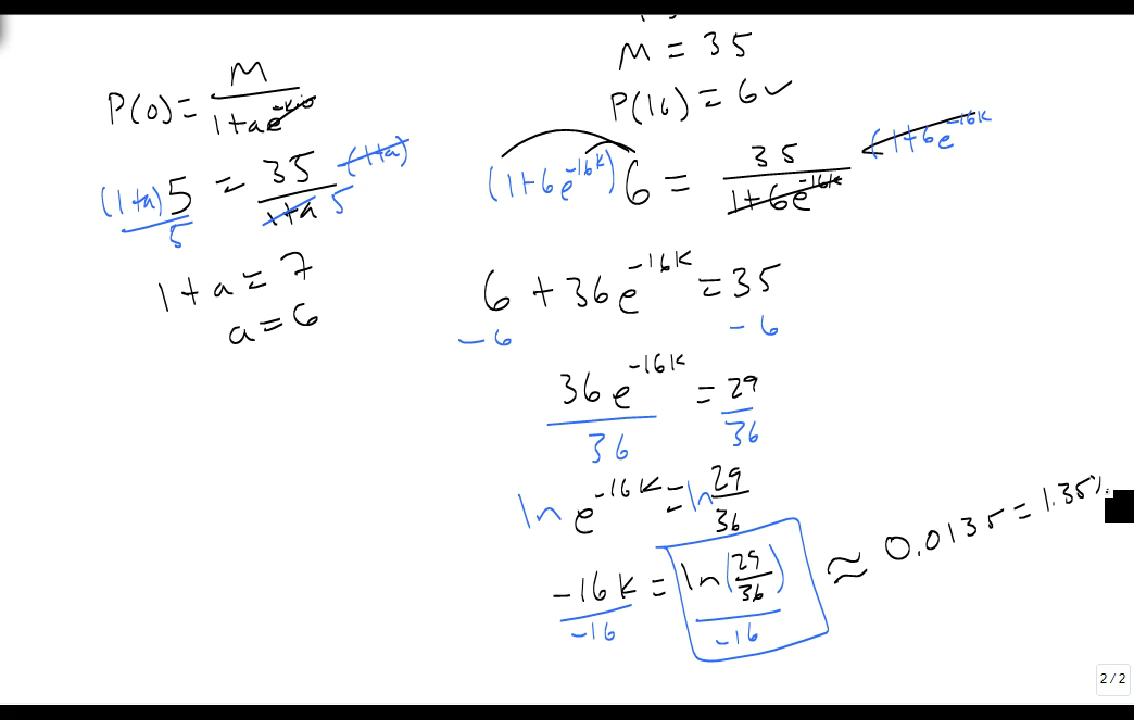 P(0) = M / 1+ae^-k·0
(1+a) 5 = 35 / 1+a (1+a)
5 5
1+a = 7
a = 6
M = 35
P(16) = 6 ✓
(1+6e^-16k) 6 = 35 / 1+6e^-16k (1+6e^-16k
6 + 36e^-16k = 35
-6 -6
36e^-16k = 29
36 36
ln e^-16k = ln 29/36
-16k = ln(29/36) ≈ 0.0135 = 1.35%
-16 -16
2/2